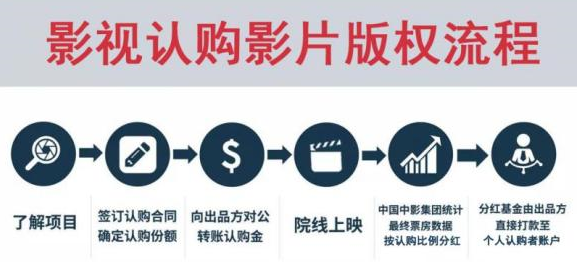 影视认购影片版权流程
了解项目
签订认购合同
确定认购份额
向出品方对公
转账认购金
院线上映
中国中影集团统计
最终票房数据
按认购比例分红
分红基金由出品方
直接打款至
个人认购者账户